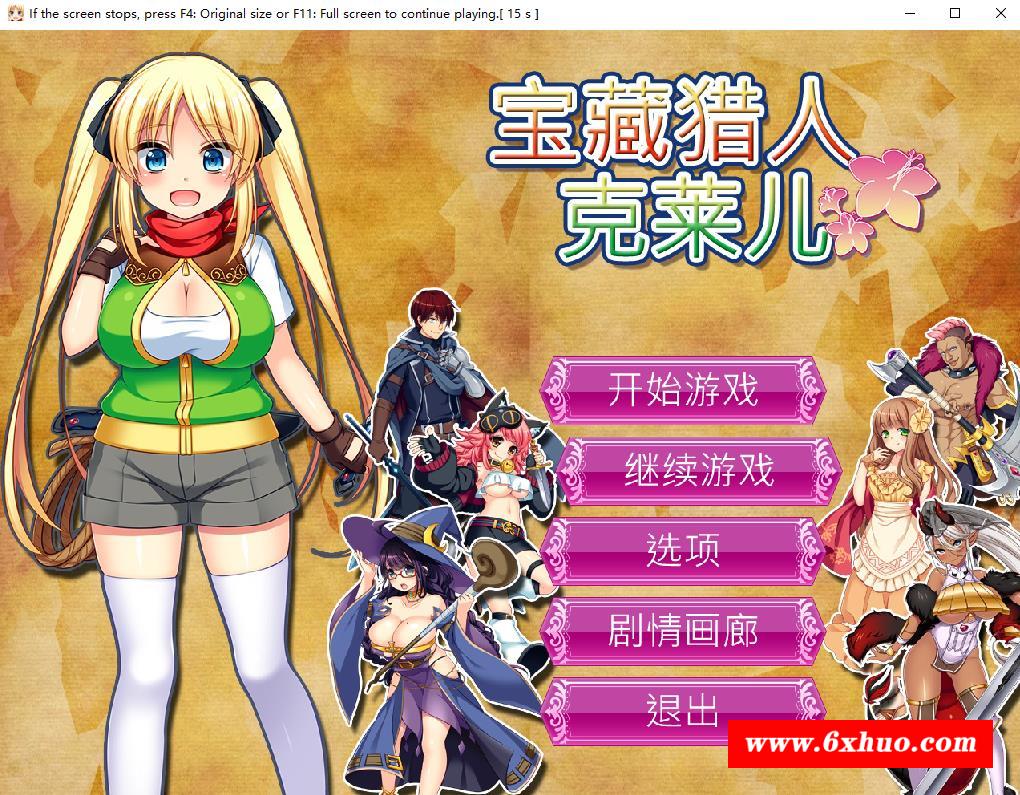 If the screen stops, press F4: Original size or F11: Full screen to continue playing.[ 15 s ]
宝藏猎人
克莱儿
开始游戏
继续游戏
选项
剧情画廊
退出
www.6xhuo.com